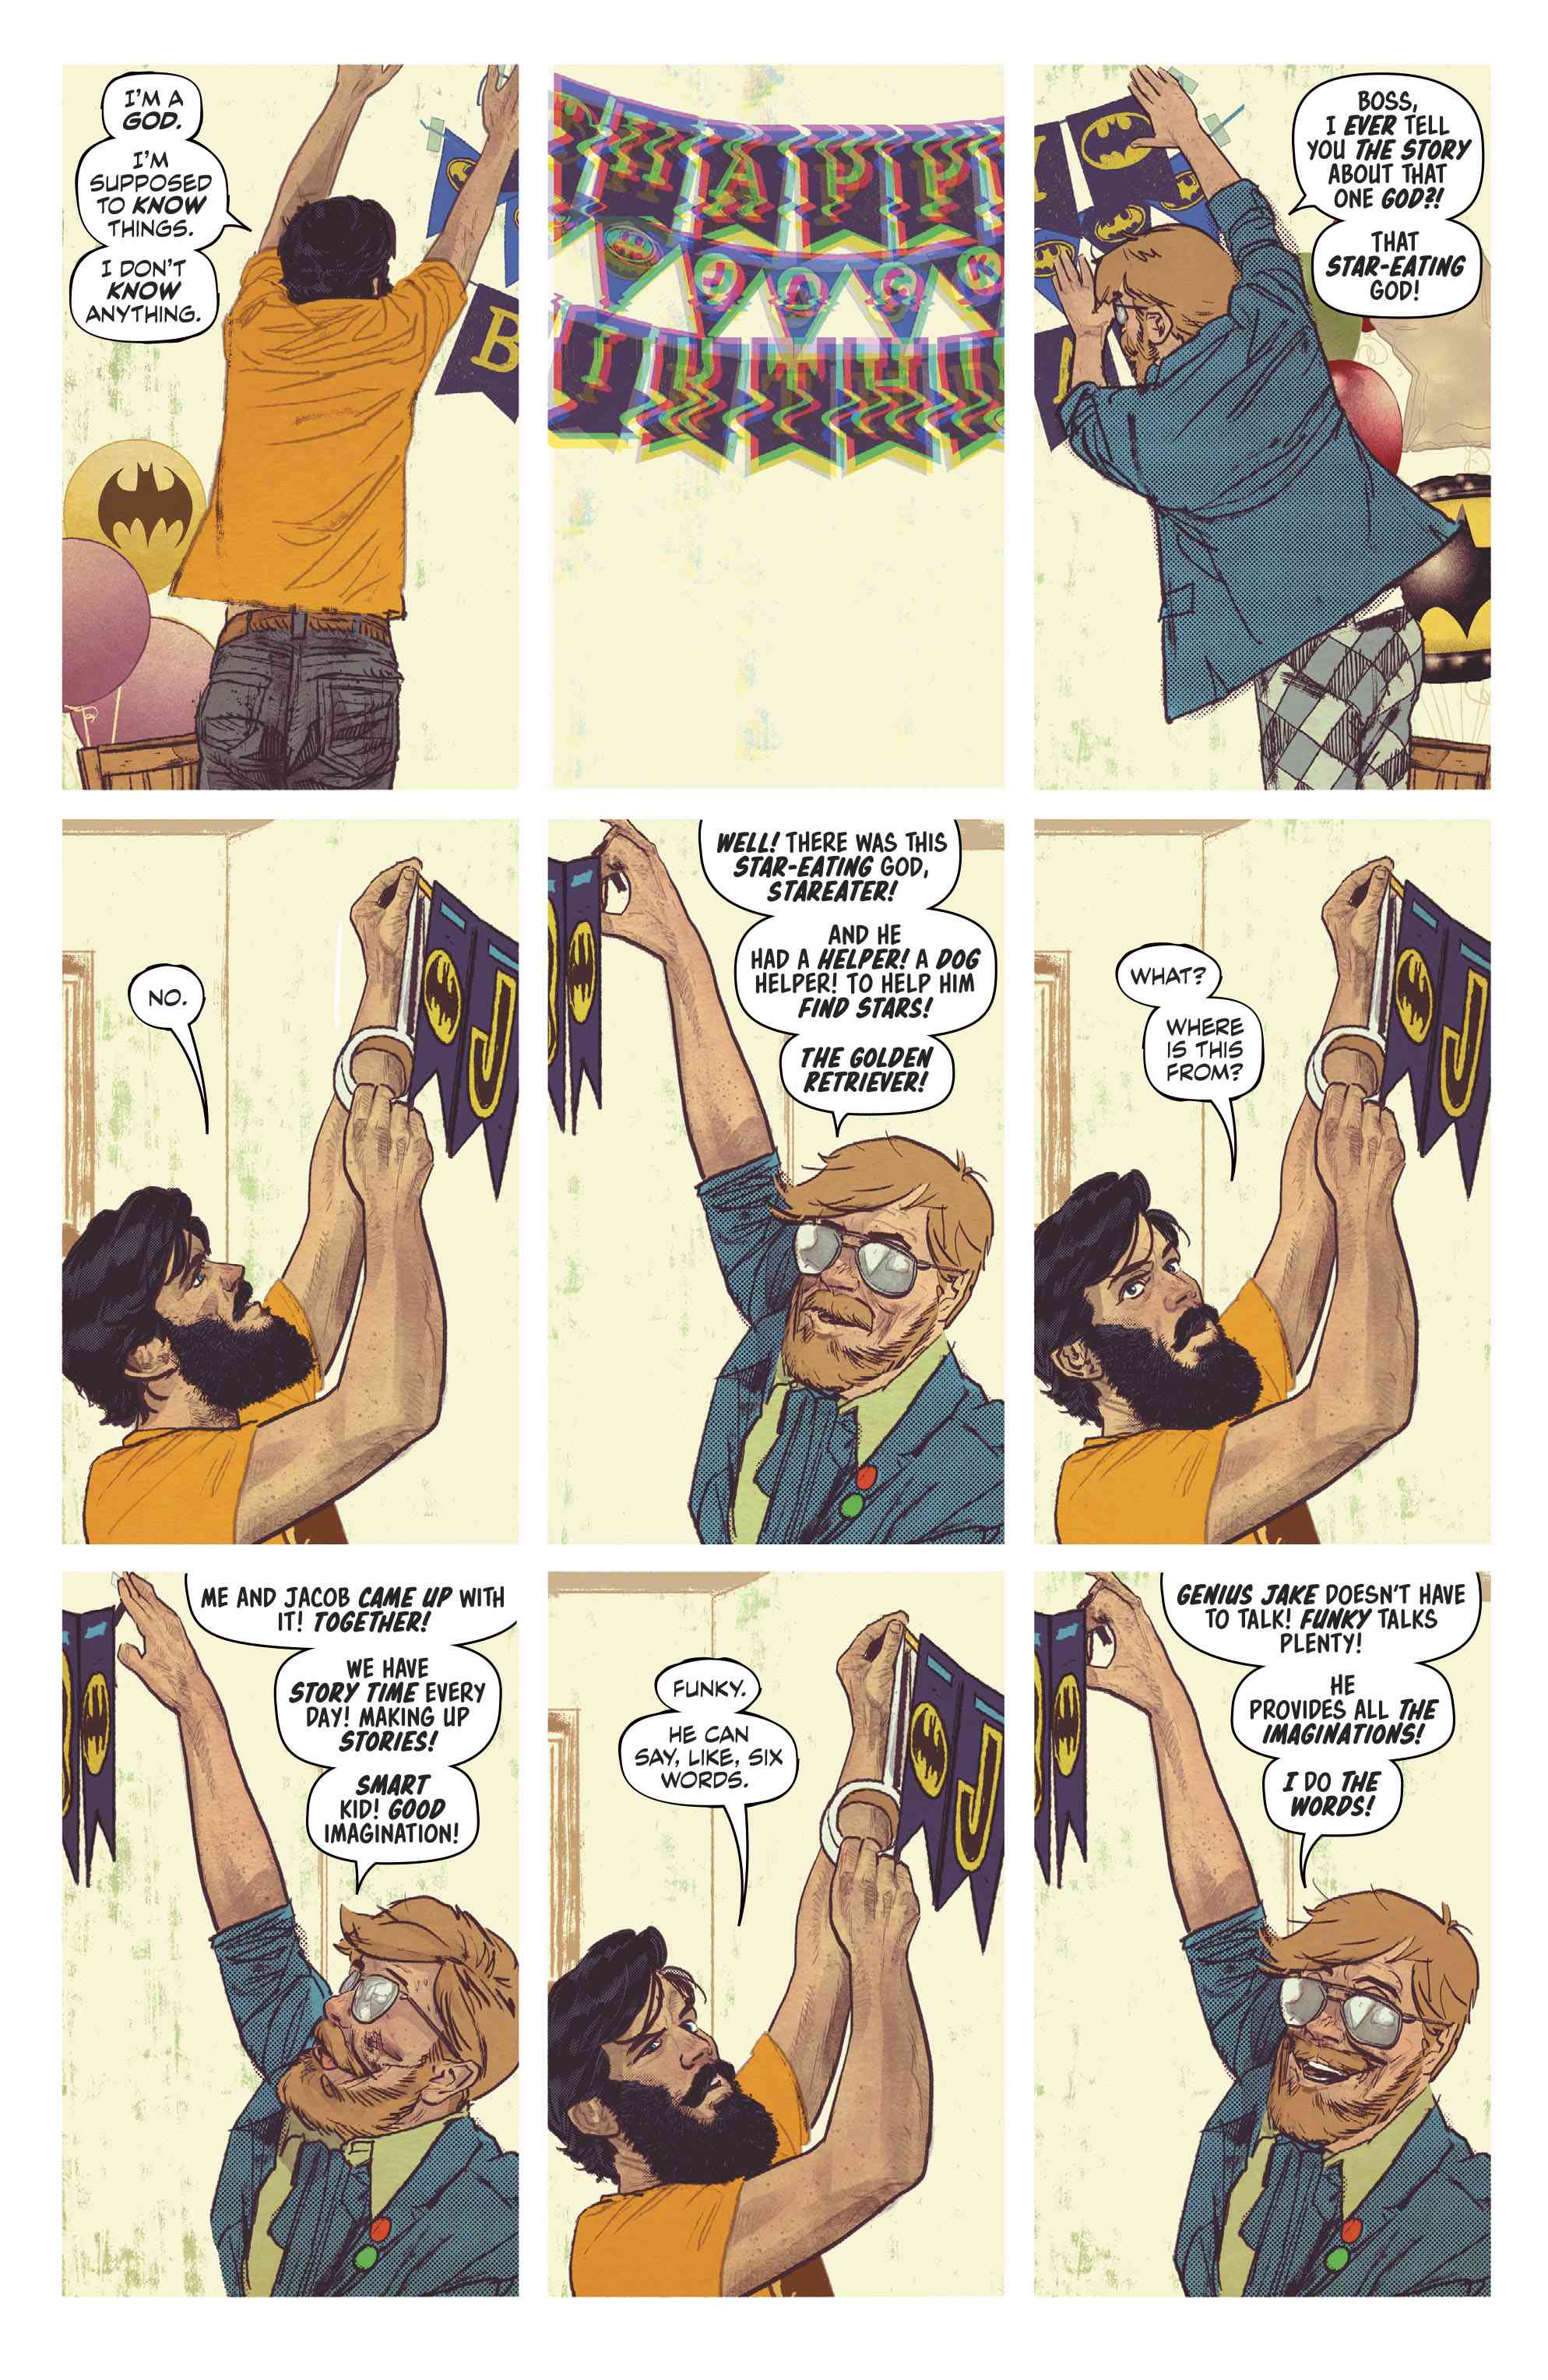 I'M A
GOD.
I'M
SUPPOSED
TO KNOW
THINGS.
I DON'T
KNOW
ANYTHING.
B
HAPP
JACK
IRTHD
BOSS,
I EVER TELL
YOU THE STORY
ABOUT THAT
ONE GOD?!
THAT
STAR-EATING
GOD!
NO.
J
WELL! THERE WAS THIS
STAR-EATING GOD,
STAREATER!
AND HE
HAD A HELPER! A DOG
HELPER! TO HELP HIM
FIND STARS!
THE GOLDEN
RETRIEVER!
WHAT?
WHERE
IS THIS
FROM?
J
ME AND JACOB CAME UP WITH
IT! TOGETHER!
WE HAVE
STORY TIME EVERY
DAY! MAKING UP
STORIES!
SMART
KID! GOOD
IMAGINATION!
FUNKY.
HE CAN
SAY, LIKE, SIX
WORDS.
J
GENIUS JAKE DOESN'T HAVE
TO TALK! FUNKY TALKS
PLENTY!
HE
PROVIDES ALL THE
IMAGINATIONS!
I DO THE
WORDS!